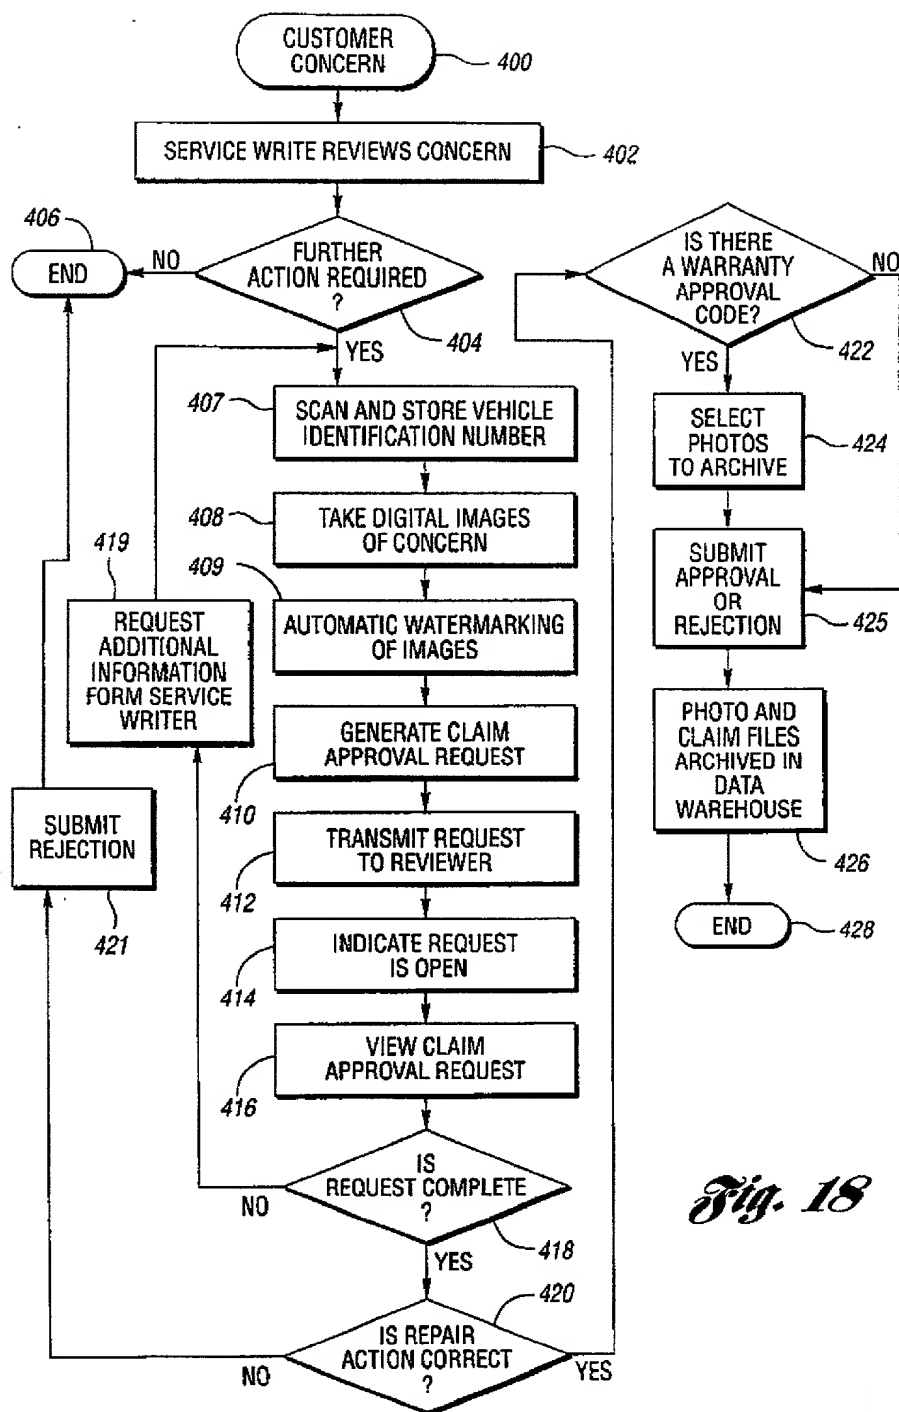 CUSTOMER
CONCERN
400
SERVICE WRITE REVIEWS CONCERN
402
406
END
NO
FURTHER
ACTION REQUIRED
?
404
YES
407
SCAN AND STORE VEHICLE
IDENTIFICATION NUMBER
408
TAKE DIGITAL IMAGES
OF CONCERN
409
AUTOMATIC WATERMARKING
OF IMAGES
419
REQUEST
ADDITIONAL
INFORMATION
FORM SERVICE
WRITER
GENERATE CLAIM
APPROVAL REQUEST
410
TRANSMIT REQUEST
TO REVIEWER
412
SUBMIT
REJECTION
421
INDICATE REQUEST
IS OPEN
414
VIEW CLAIM
APPROVAL REQUEST
416
IS
REQUEST COMPLETE
?
NO
418
YES
420
IS REPAIR
ACTION CORRECT
?
NO
YES
IS THERE
A WARRANTY
APPROVAL
CODE?
NO
422
YES
SELECT
PHOTOS
TO ARCHIVE
424
SUBMIT
APPROVAL
OR
REJECTION
425
PHOTO AND
CLAIM FILES
ARCHIVED IN
DATA
WAREHOUSE
426
END
428
Fig. 18